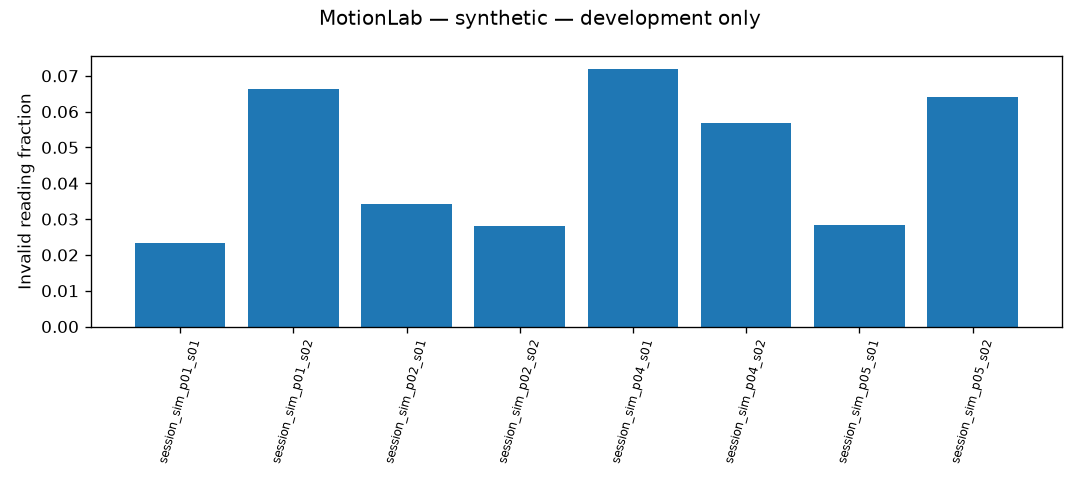 MotionLab — synthetic — development only
Invalid reading fraction
0.07
0.06
0.05
0.04
0.03
0.02
0.01
0.00
session_sim_p01_s01
session_sim_p01_s02
session_sim_p02_s01
session_sim_p02_s02
session_sim_p04_s01
session_sim_p04_s02
session_sim_p05_s01
session_sim_p05_s02